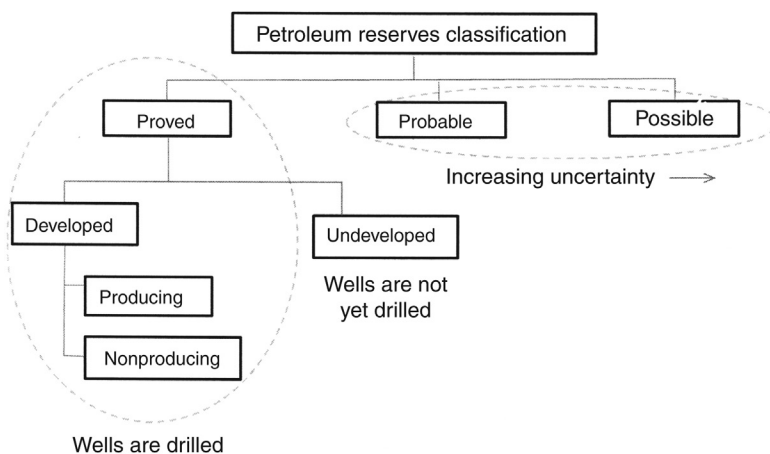 Petroleum reserves classification
Proved
Probable
Possible
Increasing uncertainty
Developed
Undeveloped
Wells are not
yet drilled
Producing
Nonproducing
Wells are drilled